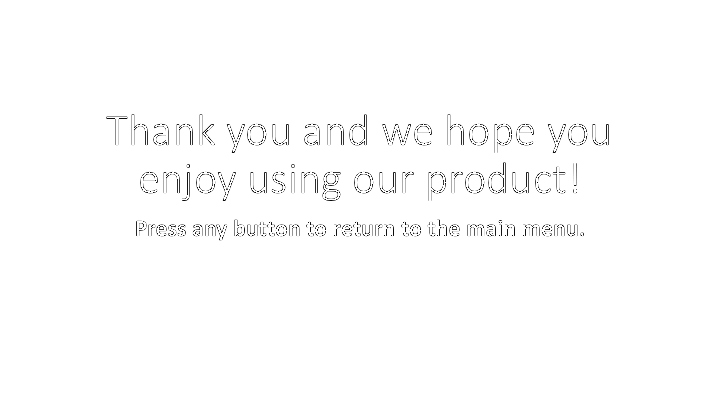 Thank you and we hope you
enjoy using our product!
Press any button to return to the main menu.